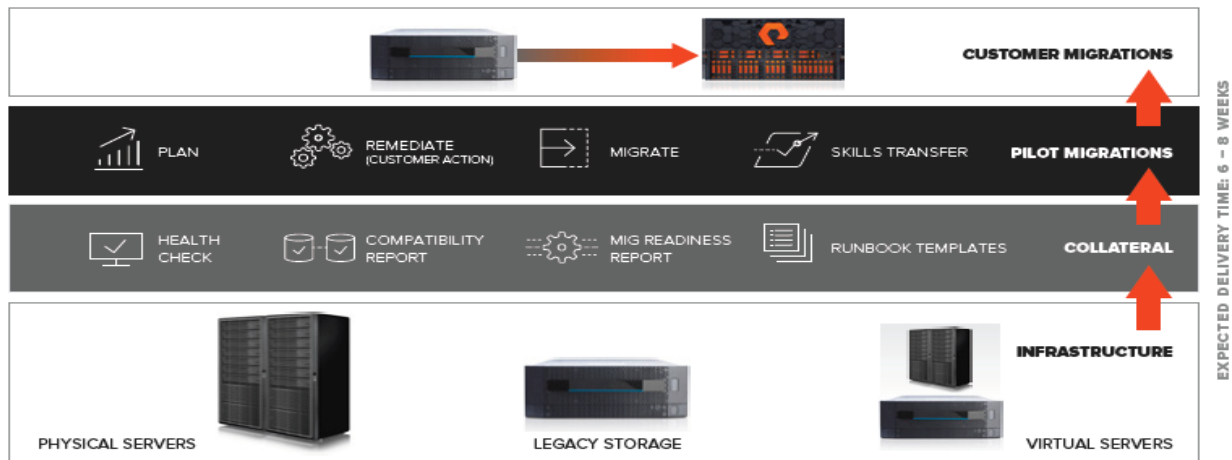 CUSTOMER MIGRATIONS
PLAN
REMEDIATE
(CUSTOMER ACTION)
MIGRATE
SKILLS TRANSFER
PILOT MIGRATIONS
HEALTH
CHECK
COMPATIBILITY
REPORT
MIG READINESS
REPORT
RUNBOOK TEMPLATES
COLLATERAL
INFRASTRUCTURE
PHYSICAL SERVERS
LEGACY STORAGE
VIRTUAL SERVERS
EXPECTED DELIVERY TIME: 6 – 8 WEEKS